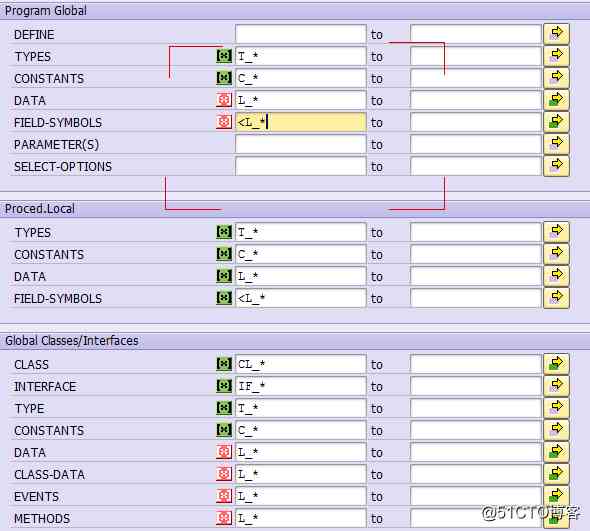 Program Global
DEFINE to
TYPES T_* to
CONSTANTS C_* to
DATA L_* to
FIELD-SYMBOLS <L_* to
PARAMETER(S) to
SELECT-OPTIONS to
Proced.Local
TYPES T_* to
CONSTANTS C_* to
DATA L_* to
FIELD-SYMBOLS <L_* to
Global Classes/Interfaces
CLASS CL_* to
INTERFACE IF_* to
TYPE T_* to
CONSTANTS C_* to
DATA L_* to
CLASS-DATA L_* to
EVENTS L_* to
METHODS L_* to
@51CTO博客